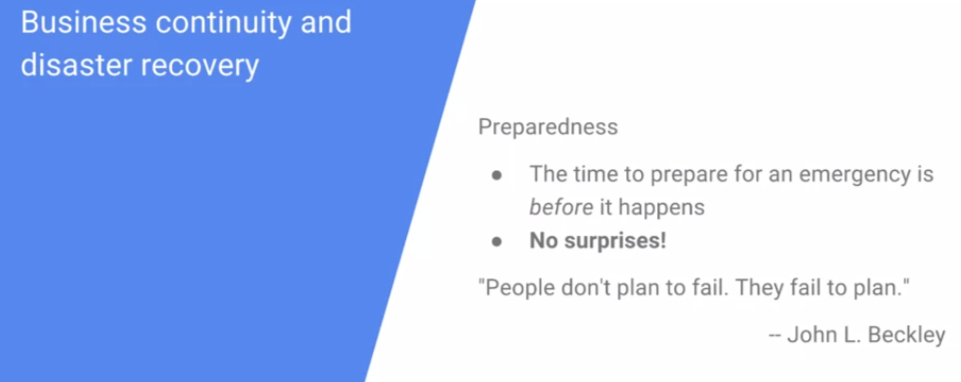 Business continuity and
disaster recovery
Preparedness
● The time to prepare for an emergency is
before it happens
● No surprises!
"People don't plan to fail. They fail to plan."
-- John L. Beckley